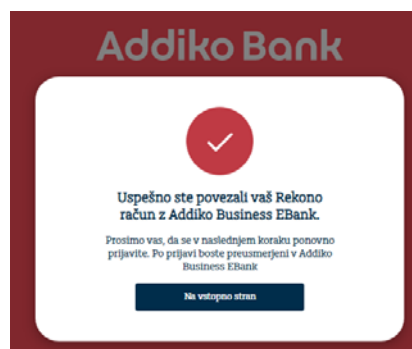 Addiko Bank
Uspešno ste povezali vaš Rekono
račun z Addiko Business EBank.
Prosimo vas, da se v naslednjem koraku ponovno
prijavite. Po prijavi boste preusmerjeni v Addiko
Business EBank
Na vstopno stran